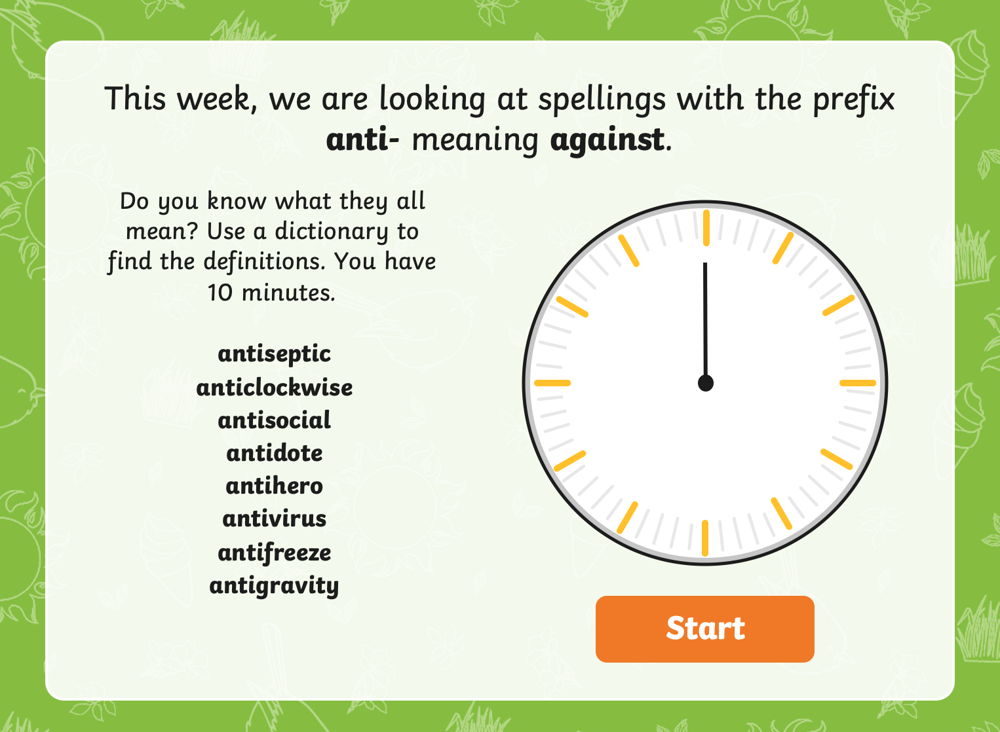 This week, we are looking at spellings with the prefix
anti- meaning against.
Do you know what they all
mean? Use a dictionary to
find the definitions. You have
10 minutes.
antiseptic
anticlockwise
antisocial
antidote
antihero
antivirus
antifreeze
antigravity
Start